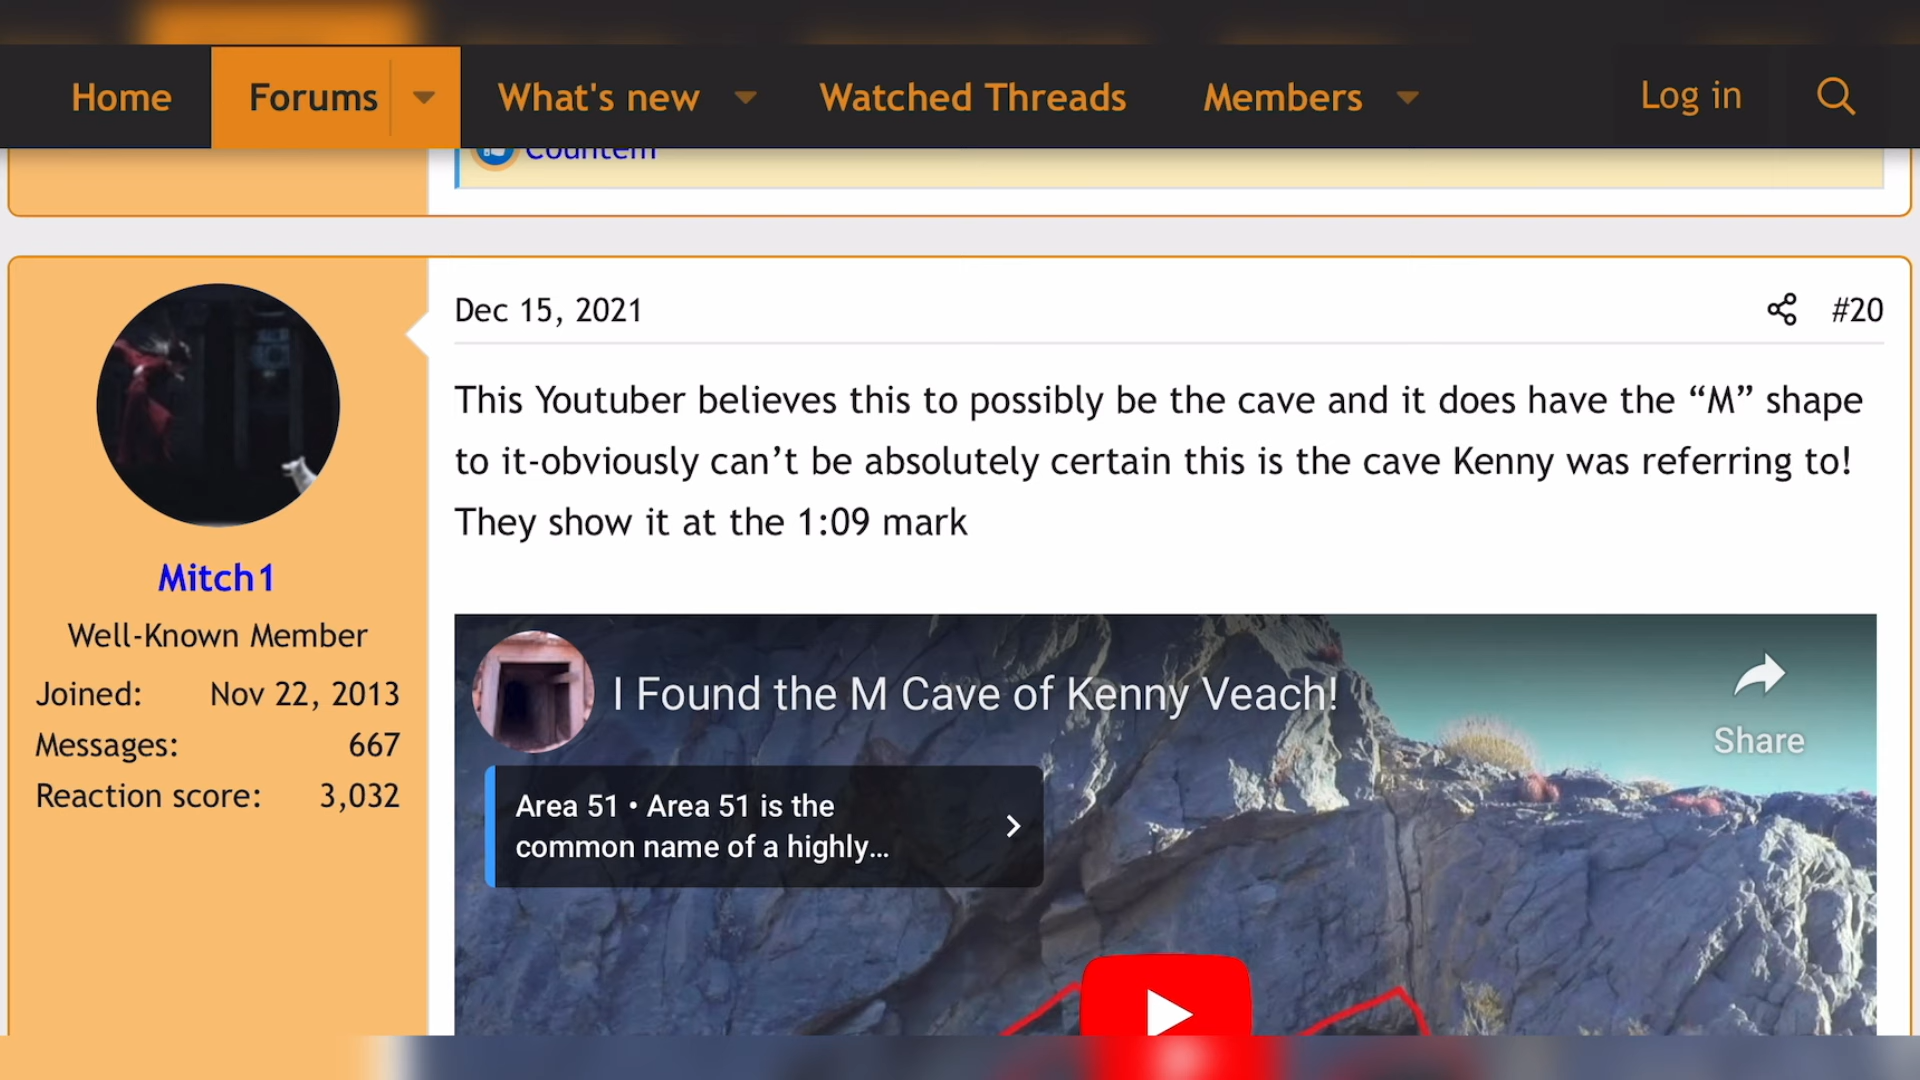 Home Forums What's new Watched Threads Members Log in
Countem
Dec 15, 2021 #20
This Youtuber believes this to possibly be the cave and it does have the “M” shape
to it-obviously can’t be absolutely certain this is the cave Kenny was referring to!
They show it at the 1:09 mark
Mitch1
Well-Known Member
Joined: Nov 22, 2013
Messages: 667
Reaction score: 3,032
I Found the M Cave of Kenny Veach!
Share
Area 51 • Area 51 is the
common name of a highly...